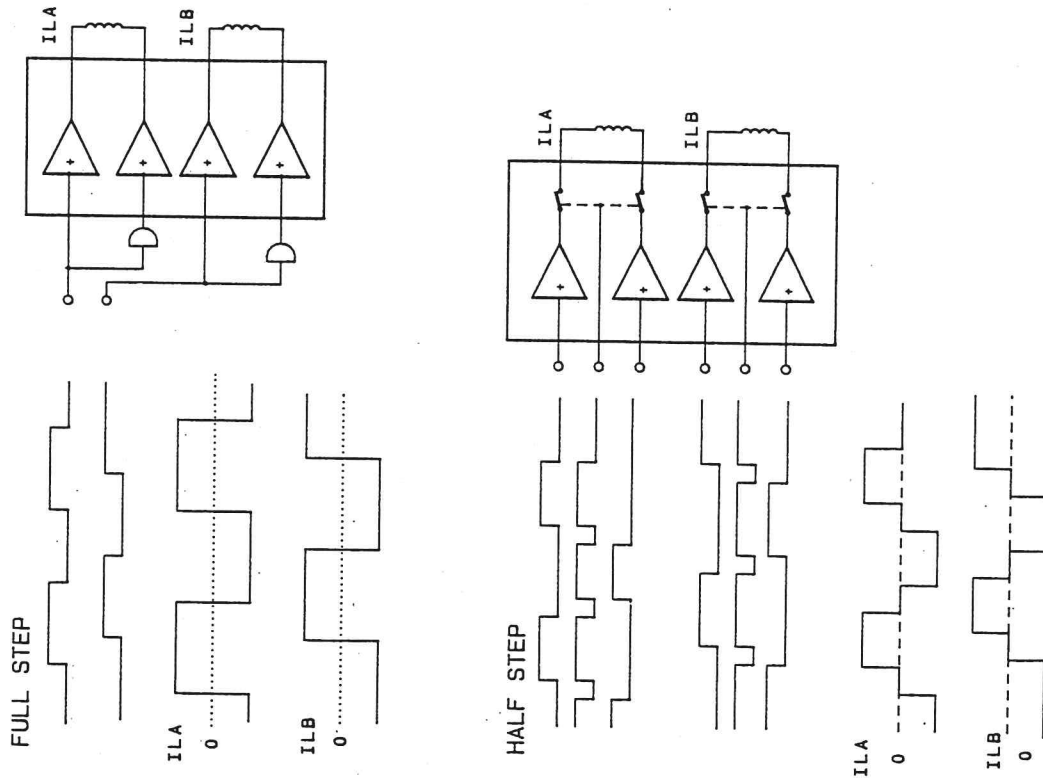 FULL STEP
ILA
0
ILB
0
ILA
+
+
ILB
+
+
HALF STEP
ILA
0
ILB
0
ILA
+
+
ILB
+
+